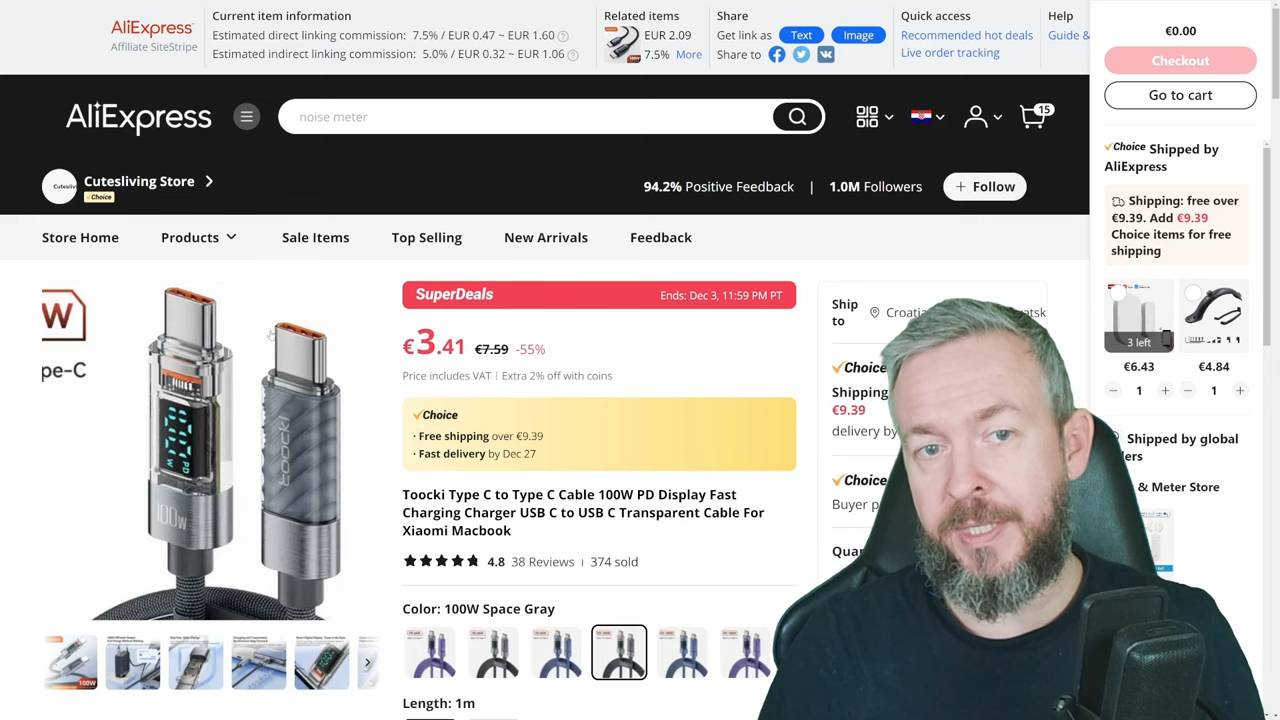 AliExpress
Affiliate SiteStripe
Current item information
Estimated direct linking commission: 7.5% / EUR 0.47 ~ EUR 1.60
Estimated indirect linking commission: 5.0% / EUR 0.32 ~ EUR 1.06
Related items
EUR 2.09
7.5% More
Share
Get link as Text Image
Share to
Quick access
Recommended hot deals
Live order tracking
Help
Guide &
AliExpress
noise meter
15
Cutesliving Store
Choice
94.2% Positive Feedback | 1.0M Followers
+ Follow
Store Home
Products
Sale Items
Top Selling
New Arrivals
Feedback
W
pe-C
toocki
100W
SuperDeals
Ends: Dec 3, 11:59 PM PT
€3.41 €7.59 -55%
Price includes VAT | Extra 2% off with coins
Choice
· Free shipping over €9.39
· Fast delivery by Dec 27
Toocki Type C to Type C Cable 100W PD Display Fast
Charging Charger USB C to USB C Transparent Cable For
Xiaomi Macbook
4.8 38 Reviews | 374 sold
Color: 100W Space Gray
Length: 1m
Ship
to
Croatia
Choice
Shipping
€9.39
delivery by
Choice
Buyer p
Quan
€0.00
Checkout
Go to cart
Choice Shipped by
AliExpress
Shipping: free over
€9.39. Add €9.39
Choice items for free
shipping
3 left
€6.43
€4.84
1
1
Shipped by global
lers
& Meter Store